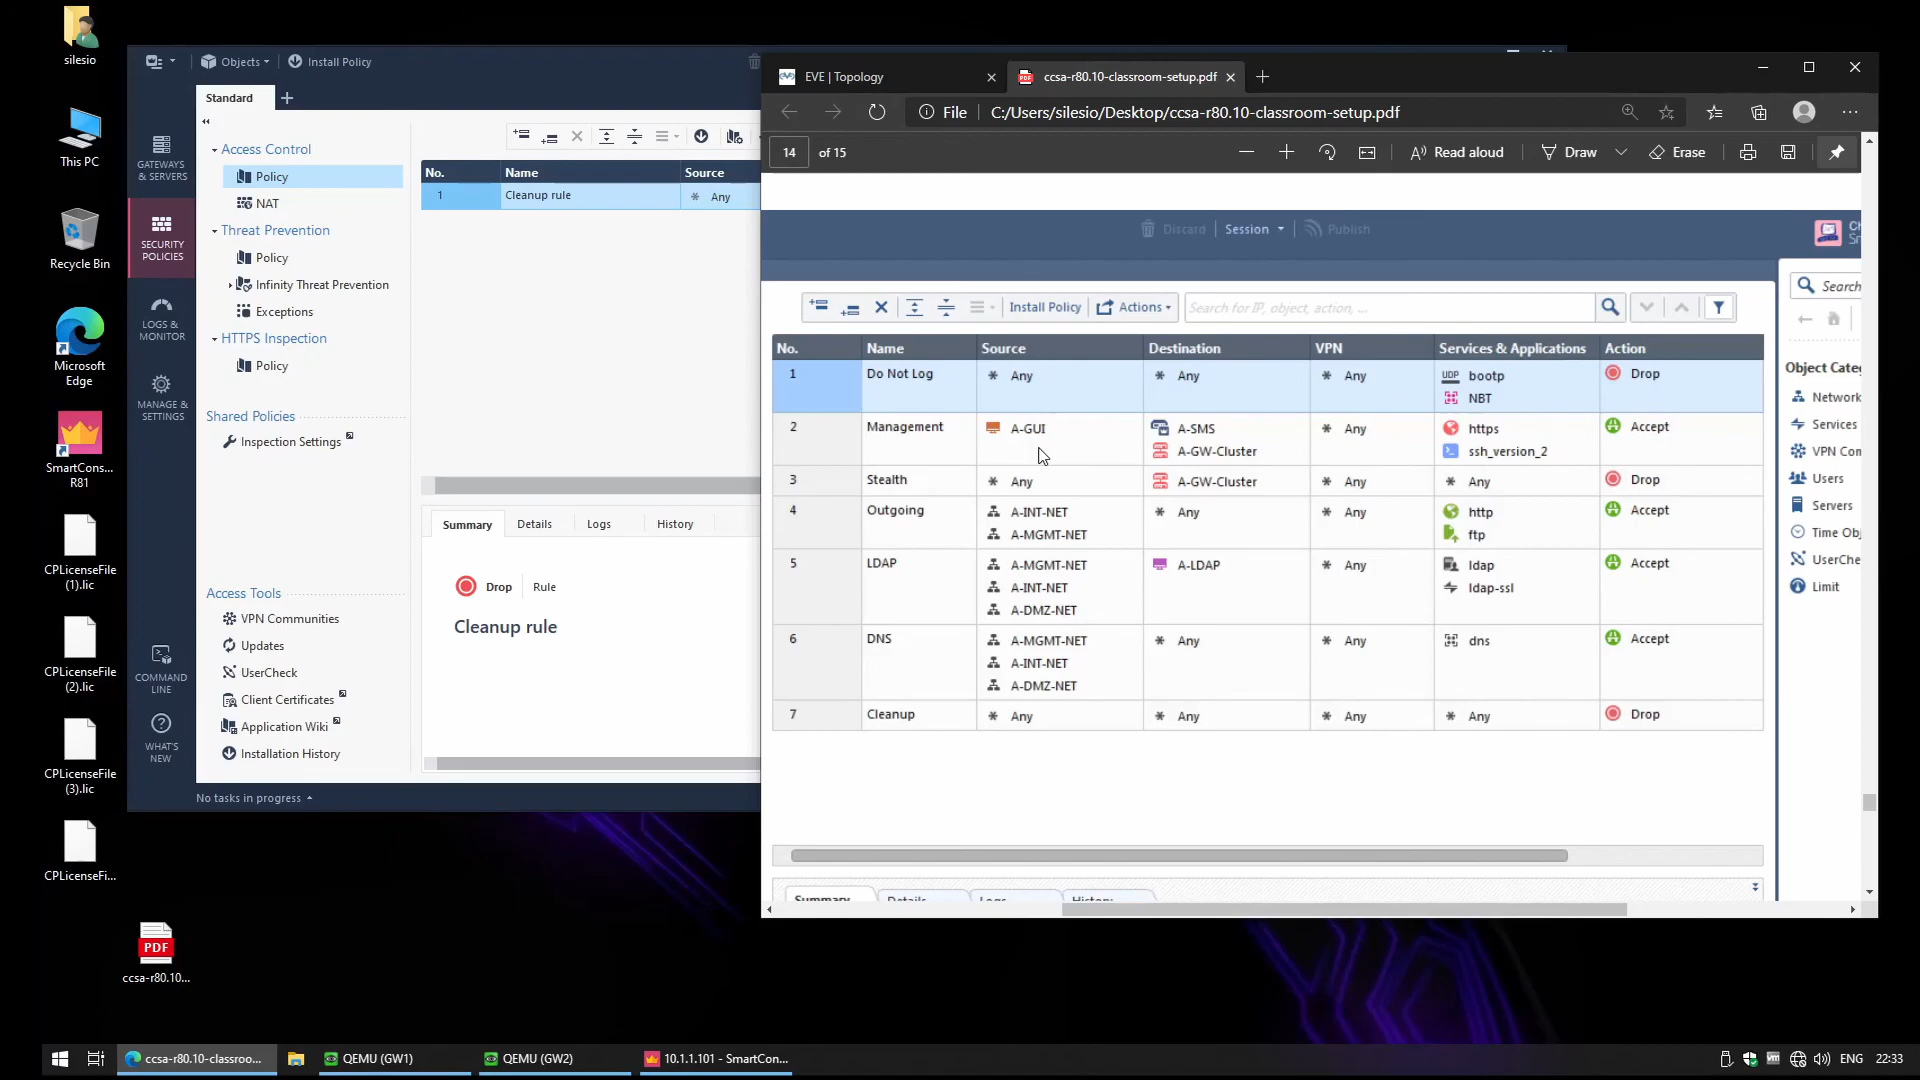 silesio
This PC
Recycle Bin
Microsoft
Edge
SmartCons...
R81
CPLicenseFile
(1).lic
CPLicenseFile
(2).lic
CPLicenseFile
(3).lic
CPLicenseFi...
PDF
ccsa-r80.10...
Objects
Install Policy
Standard
GATEWAYS
& SERVERS
SECURITY
POLICIES
LOGS &
MONITOR
MANAGE &
SETTINGS
COMMAND
LINE
WHAT'S
NEW
Access Control
Policy
NAT
Threat Prevention
Policy
Infinity Threat Prevention
Exceptions
HTTPS Inspection
Policy
Shared Policies
Inspection Settings
Access Tools
VPN Communities
Updates
UserCheck
Client Certificates
Application Wiki
Installation History
No tasks in progress
No. Name Source
1 Cleanup rule * Any
Summary Details Logs History
Drop Rule
Cleanup rule
EVE | Topology
ccsa-r80.10-classroom-setup.pdf
File C:/Users/silesio/Desktop/ccsa-r80.10-classroom-setup.pdf
14 of 15
Read aloud Draw Erase
Discard Session Publish
Install Policy Actions Search for IP, object, action, ...
No. Name Source Destination VPN Services & Applications Action
1 Do Not Log * Any * Any * Any UDP bootp Drop
NBT
2 Management A-GUI A-SMS * Any https Accept
A-GW-Cluster ssh_version_2
3 Stealth * Any A-GW-Cluster * Any * Any Drop
4 Outgoing A-INT-NET * Any * Any http Accept
A-MGMT-NET ftp
5 LDAP A-MGMT-NET A-LDAP * Any ldap Accept
A-INT-NET ldap-ssl
A-DMZ-NET
6 DNS A-MGMT-NET * Any * Any dns Accept
A-INT-NET
A-DMZ-NET
7 Cleanup * Any * Any * Any * Any Drop
Search
Object Categ
Network
Services
VPN Con
Users
Servers
Time Obj
UserChe
Limit
Summary Details Logs History
ccsa-r80.10-classroo...
QEMU (GW1)
QEMU (GW2)
10.1.1.101 - SmartCon...
ENG 22:33